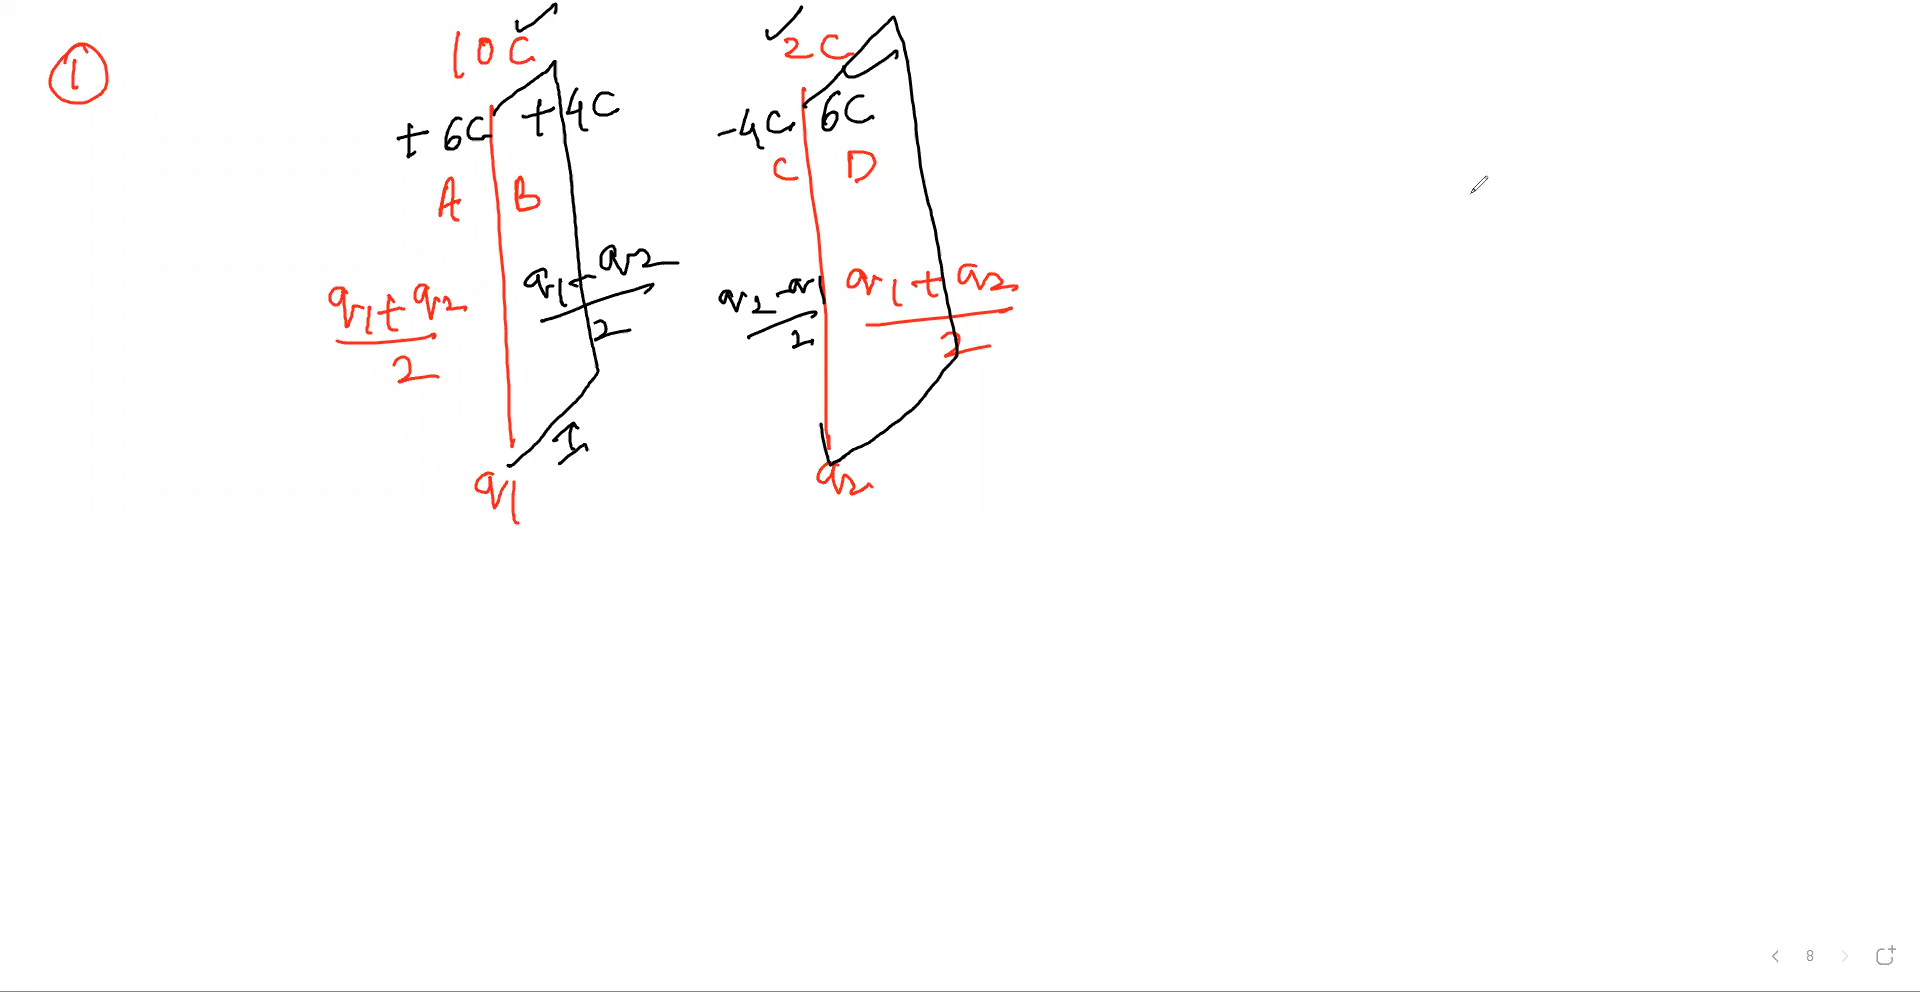 ①
10C ✓
✓ 2C
+6C +4C
-4C 6C
A B
C D
q1+q2/2
q1-q2/2
q2-q1/2
q1+q2/2
q1
q2
8